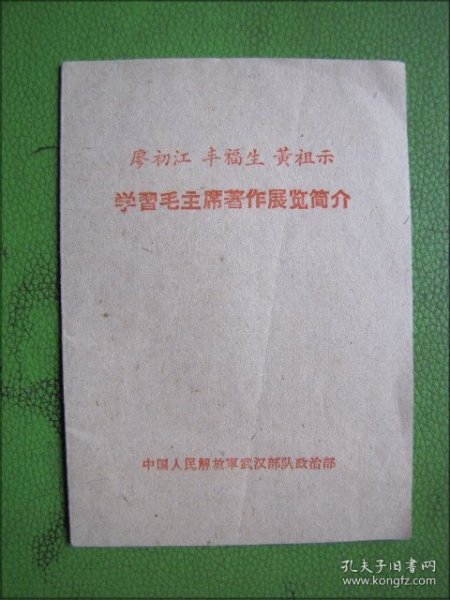 廖初江 丰福生 黄祖示
学習毛主席著作展览简介
中国人民解放軍武汉部队政治部
孔夫子旧书网
www.kongfz.com